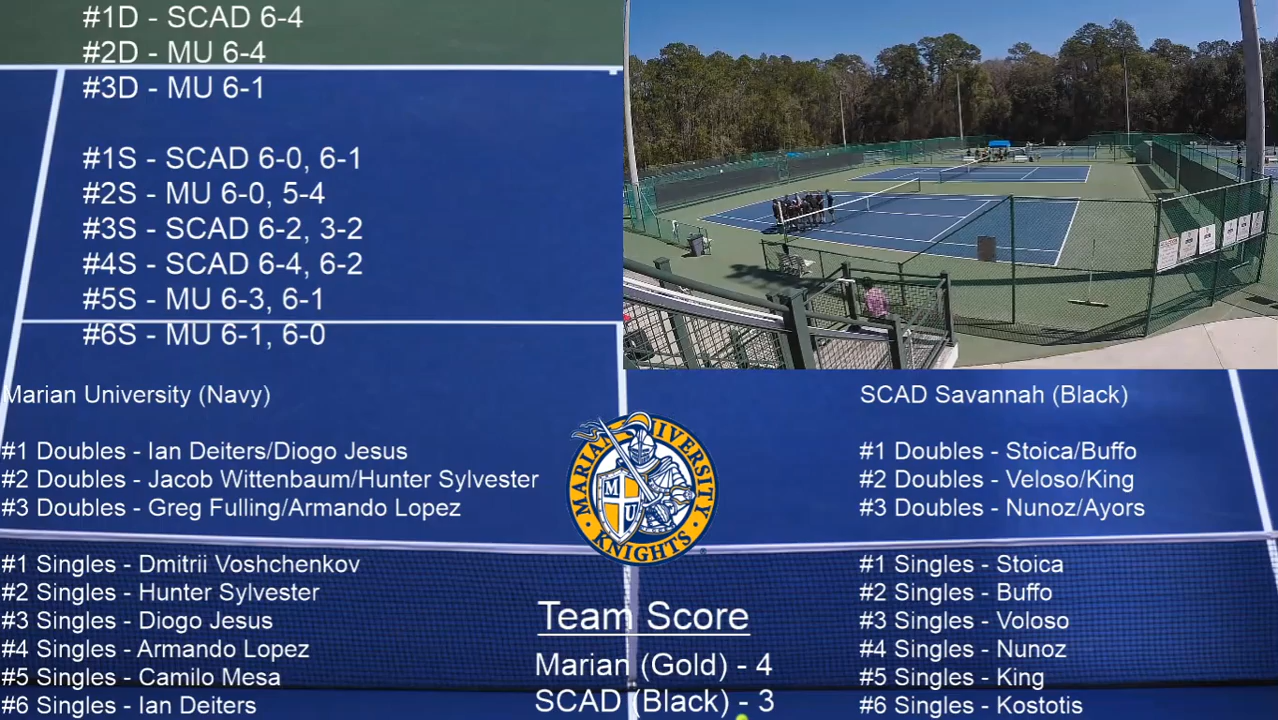 #1D - SCAD 6-4
#2D - MU 6-4
#3D - MU 6-1
#1S - SCAD 6-0, 6-1
#2S - MU 6-0, 5-4
#3S - SCAD 6-2, 3-2
#4S - SCAD 6-4, 6-2
#5S - MU 6-3, 6-1
#6S - MU 6-1, 6-0
Marian University (Navy)
#1 Doubles - Ian Deiters/Diogo Jesus
#2 Doubles - Jacob Wittenbaum/Hunter Sylvester
#3 Doubles - Greg Fulling/Armando Lopez
#1 Singles - Dmitrii Voshchenkov
#2 Singles - Hunter Sylvester
#3 Singles - Diogo Jesus
#4 Singles - Armando Lopez
#5 Singles - Camilo Mesa
#6 Singles - Ian Deiters
MARIAN UNIVERSITY
M U
KNIGHTS
Team Score
Marian (Gold) - 4
SCAD (Black) - 3
SCAD Savannah (Black)
#1 Doubles - Stoica/Buffo
#2 Doubles - Veloso/King
#3 Doubles - Nunoz/Ayors
#1 Singles - Stoica
#2 Singles - Buffo
#3 Singles - Voloso
#4 Singles - Nunoz
#5 Singles - King
#6 Singles - Kostotis